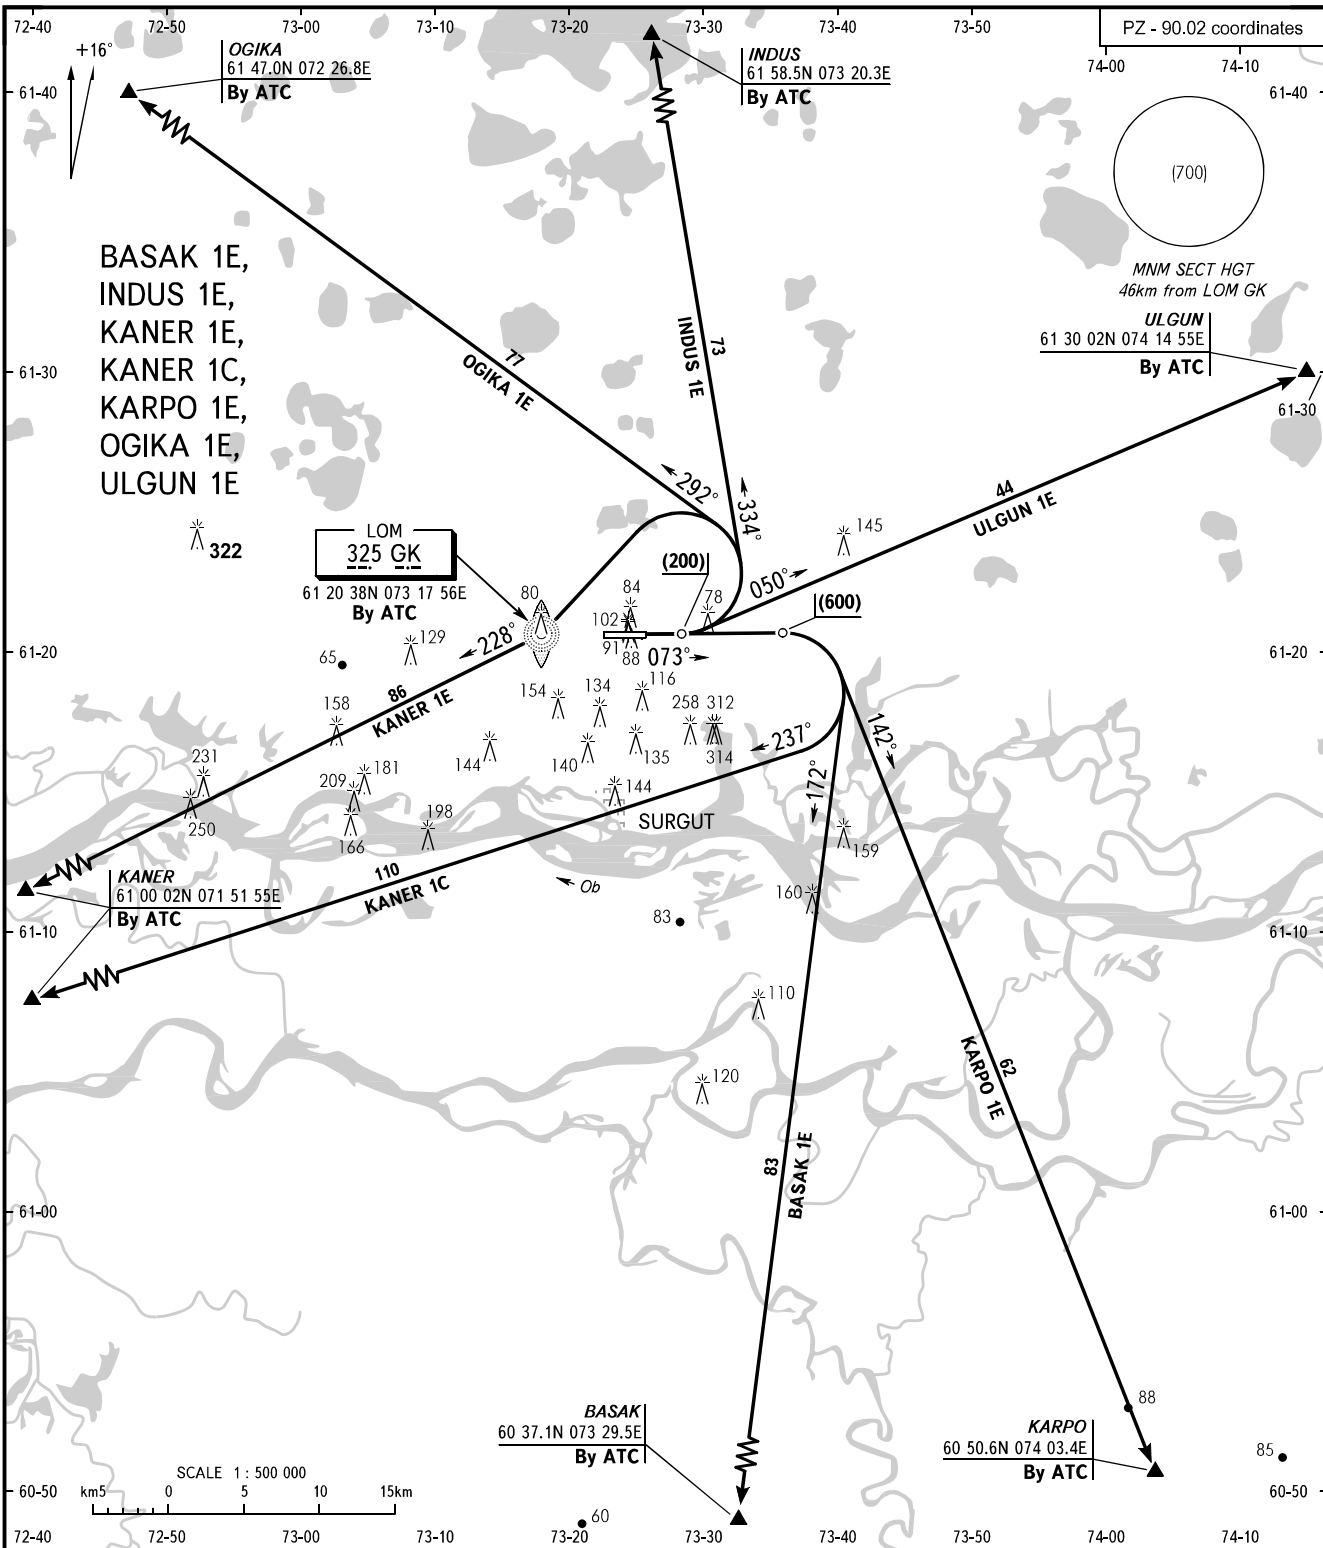 72-40
72-50
73-00
73-10
73-20
73-30
73-40
73-50
PZ - 90.02 coordinates
74-00
74-10
+16°
OGIKA
61 47.0N 072 26.8E
By ATC
INDUS
61 58.5N 073 20.3E
By ATC
61-40
61-40
(700)
MNM SECT HGT
46km from LOM GK
BASAK 1E,
INDUS 1E,
KANER 1E,
KANER 1C,
KARPO 1E,
OGIKA 1E,
ULGUN 1E
ULGUN
61 30 02N 074 14 55E
By ATC
61-30
61-30
77
OGIKA 1E
73
INDUS 1E
44
ULGUN 1E
292°
334°
050°
322
LOM
325 GK
61 20 38N 073 17 56E
By ATC
80
(200)
(600)
145
84
78
102
91
88
073°
228°
129
65
61-20
61-20
86
KANER 1E
158
154
134
116
258
312
314
135
140
144
237°
142°
172°
231
250
209
181
166
198
144
SURGUT
159
160
110
KANER 1C
Ob
83
KANER
61 00 02N 071 51 55E
By ATC
61-10
61-10
110
120
62
KARPO 1E
83
BASAK 1E
61-00
61-00
BASAK
60 37.1N 073 29.5E
By ATC
KARPO
60 50.6N 074 03.4E
By ATC
88
85
60
SCALE 1 : 500 000
km5
0
5
10
15km
60-50
60-50
72-40
72-50
73-00
73-10
73-20
73-30
73-40
73-50
74-00
74-10